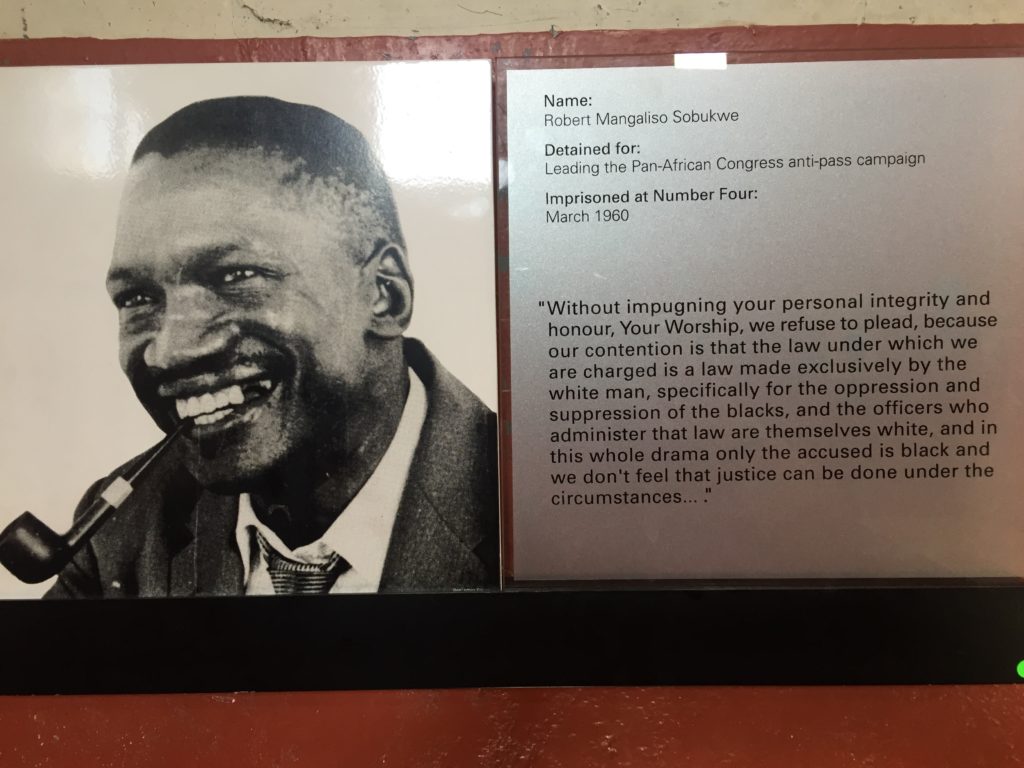 Name:
Robert Mangaliso Sobukwe
Detained for:
Leading the Pan-African Congress anti-pass campaign
Imprisoned at Number Four:
March 1960
"Without impugning your personal integrity and
honour, Your Worship, we refuse to plead, because
our contention is that the law under which we
are charged is a law made exclusively by the
white man, specifically for the oppression and
suppression of the blacks, and the officers who
administer that law are themselves white, and in
this whole drama only the accused is black and
we don't feel that justice can be done under the
circumstances... ."